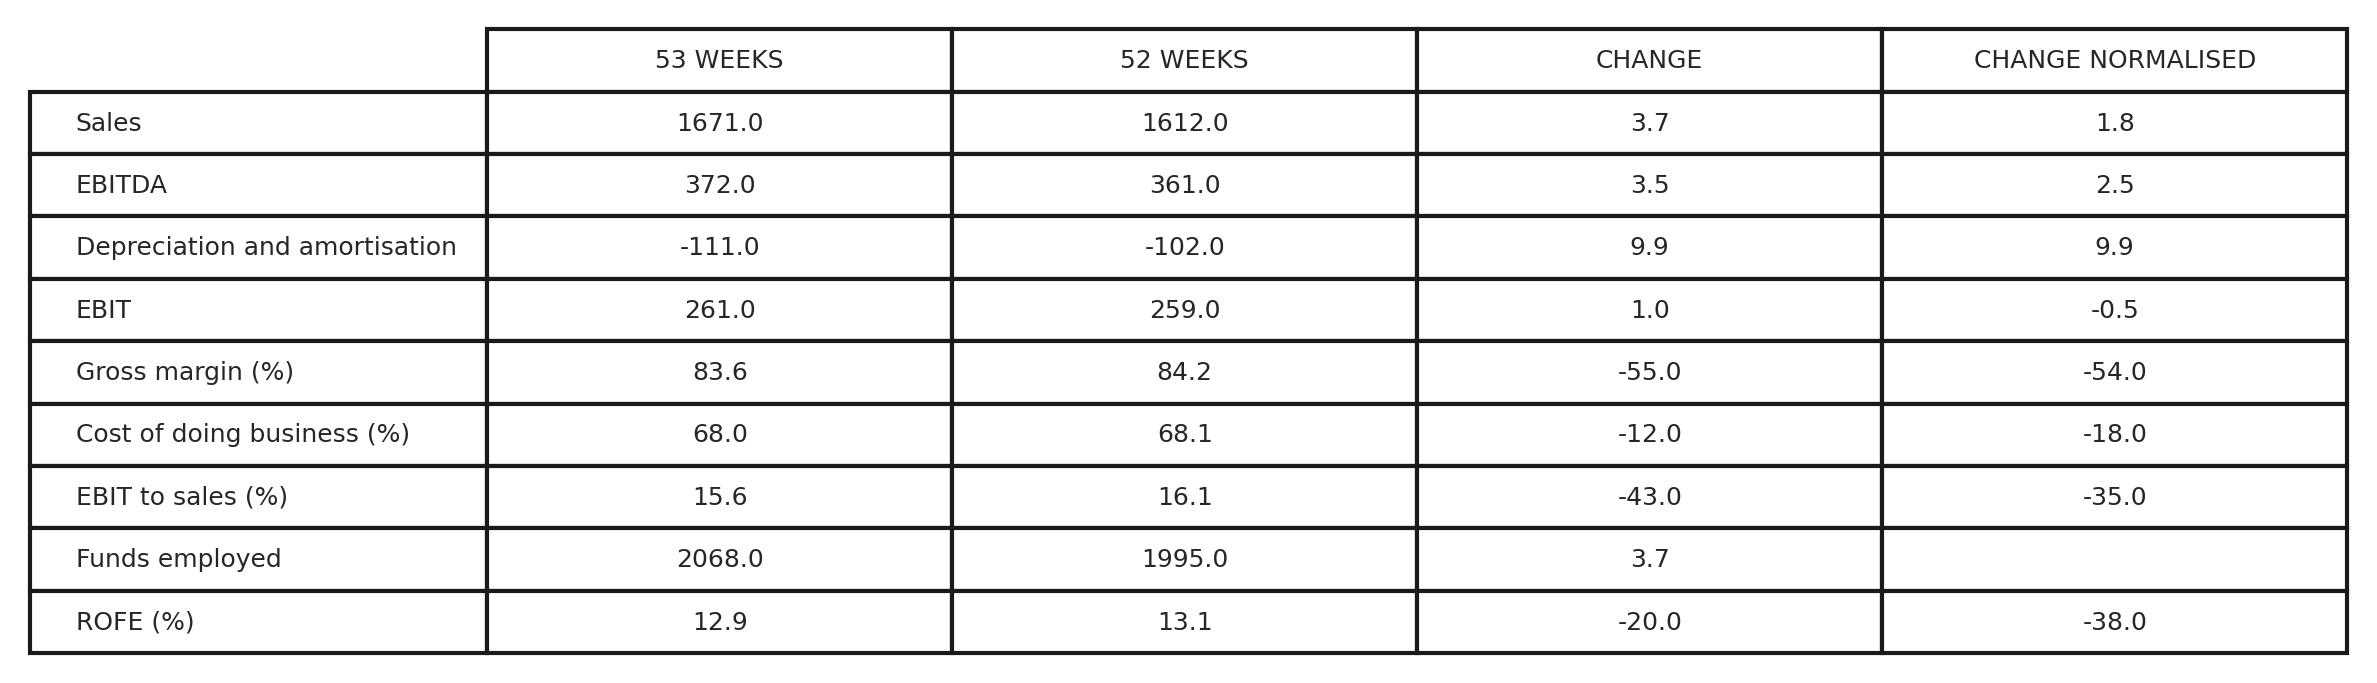 53 WEEKS 52 WEEKS CHANGE CHANGE NORMALISED
Sales 1671.0 1612.0 3.7 1.8
EBITDA 372.0 361.0 3.5 2.5
Depreciation and amortisation -111.0 -102.0 9.9 9.9
EBIT 261.0 259.0 1.0 -0.5
Gross margin (%) 83.6 84.2 -55.0 -54.0
Cost of doing business (%) 68.0 68.1 -12.0 -18.0
EBIT to sales (%) 15.6 16.1 -43.0 -35.0
Funds employed 2068.0 1995.0 3.7
ROFE (%) 12.9 13.1 -20.0 -38.0